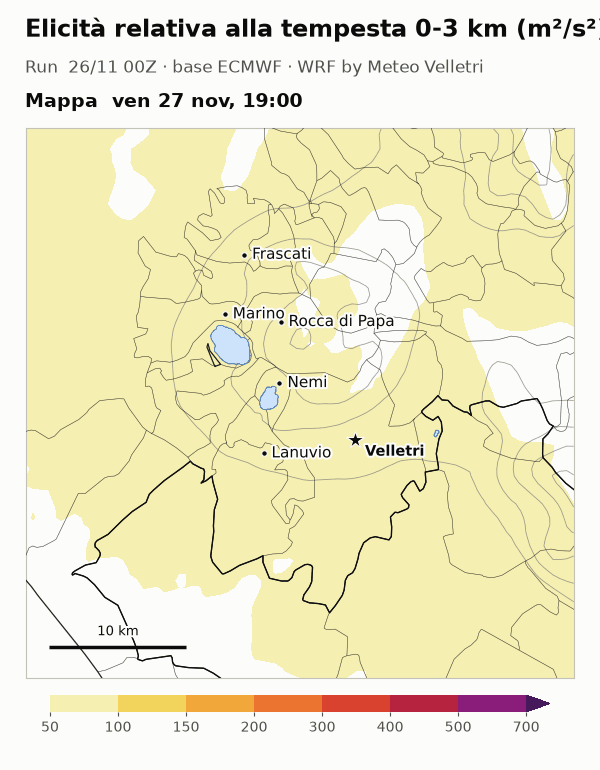 Elicità relativa alla tempesta 0-3 km (m²/s²)
Run  26/11 00Z · base ECMWF · WRF by Meteo Velletri
Mappa  ven 27 nov, 19:00
Frascati
Marino
Rocca di Papa
Nemi
Velletri
Lanuvio
10 km
50 100 150 200 300 400 500 700